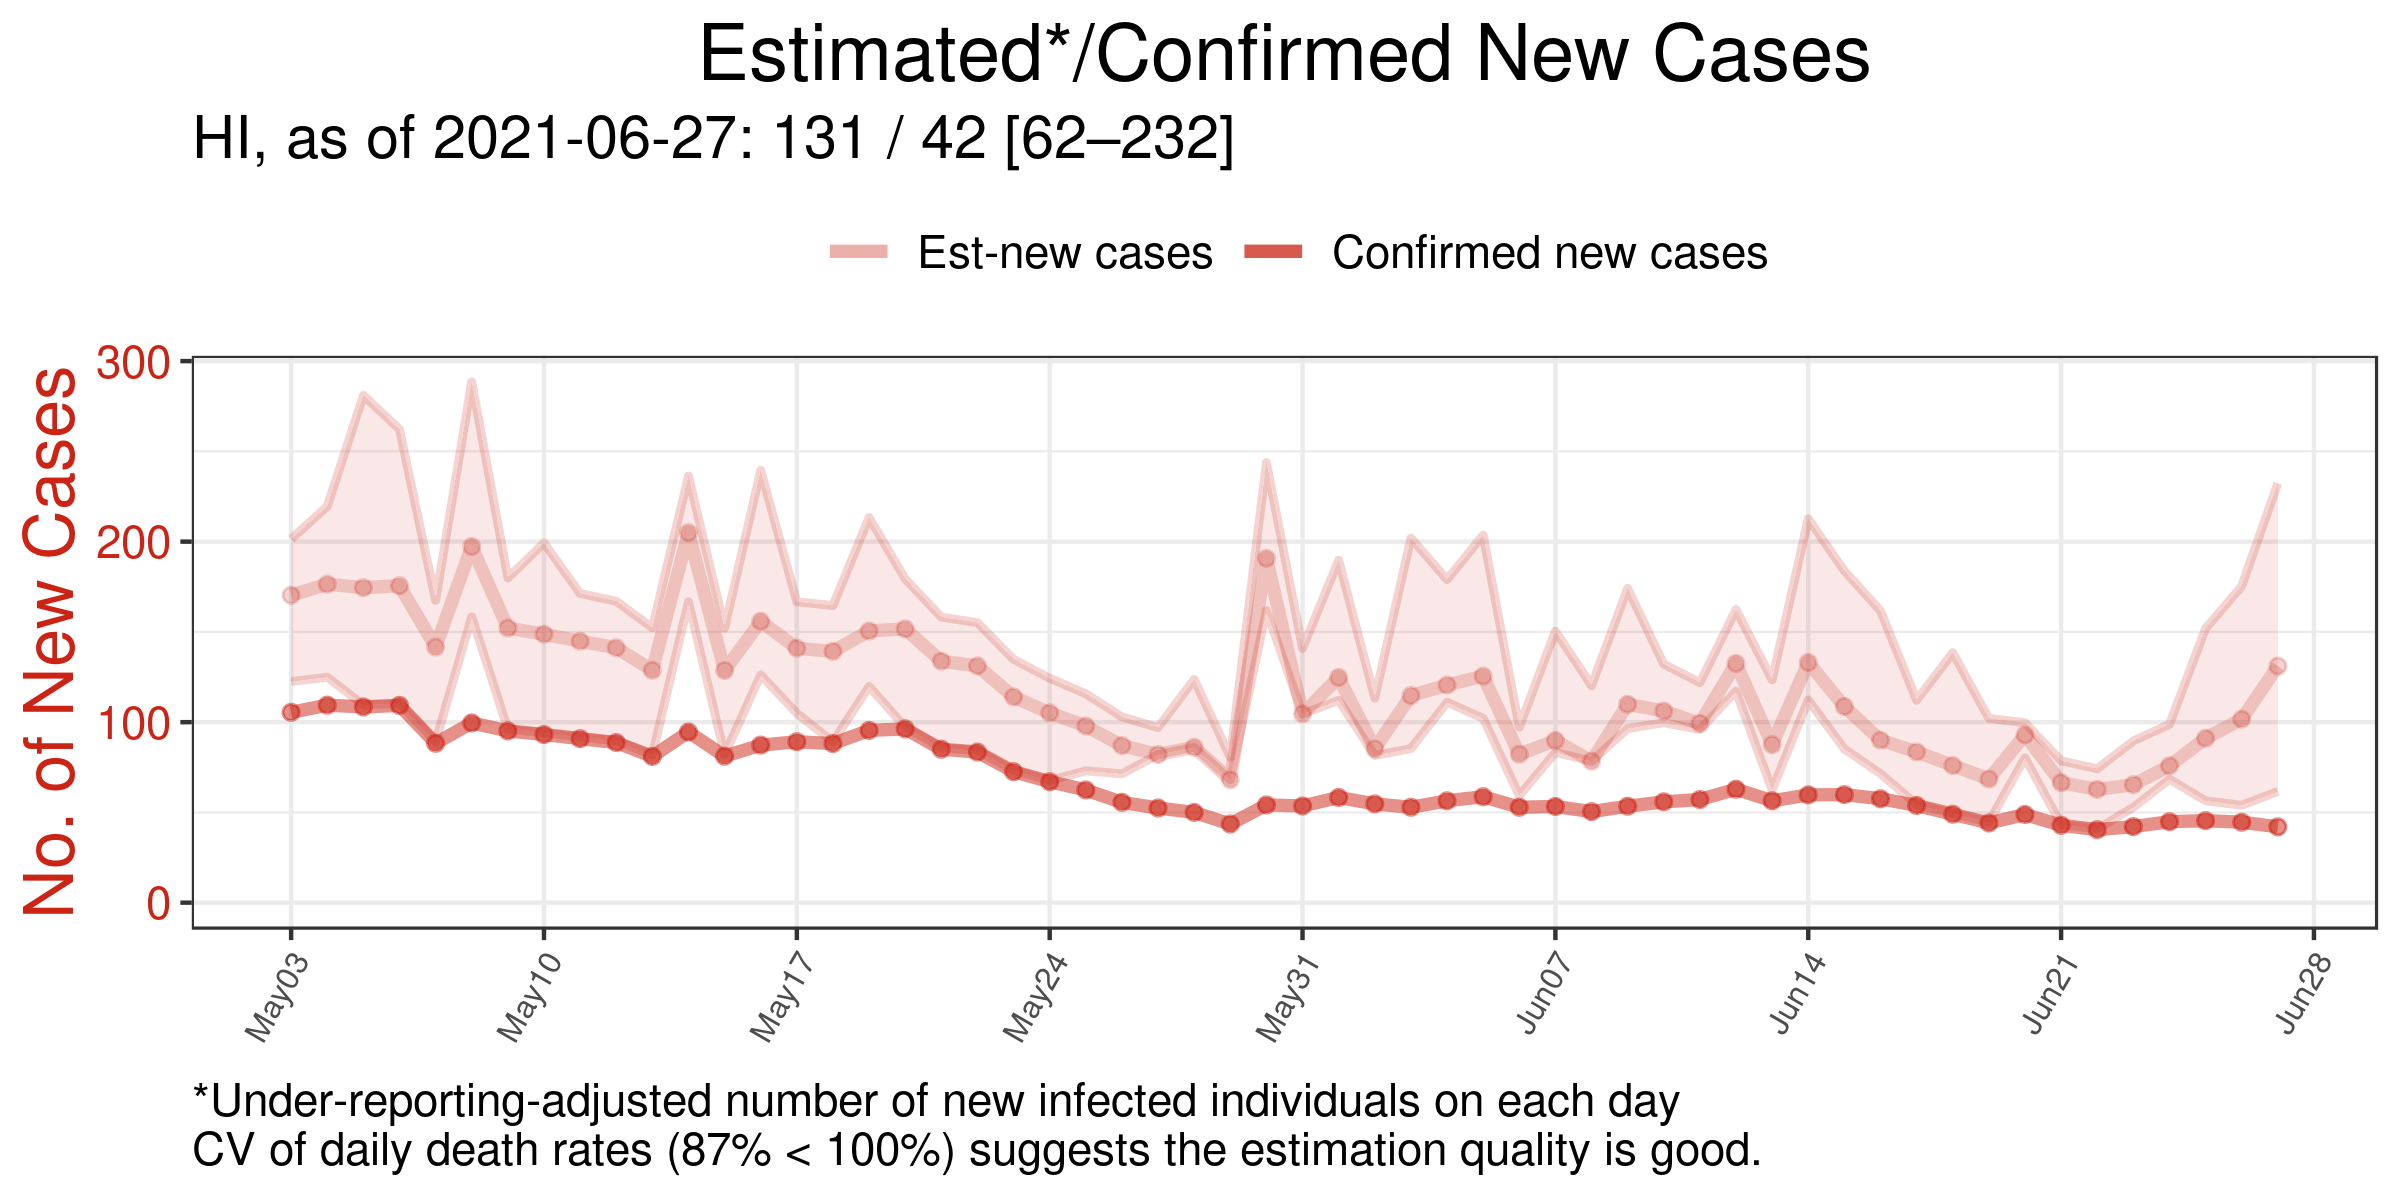 Estimated*/Confirmed New Cases
HI, as of 2021-06-27: 131 / 42 [62–232]
Est-new cases
Confirmed new cases
No. of New Cases
300
200
100
0
May03
May10
May17
May24
May31
Jun07
Jun14
Jun21
Jun28
*Under-reporting-adjusted number of new infected individuals on each day
CV of daily death rates (87% < 100%) suggests the estimation quality is good.